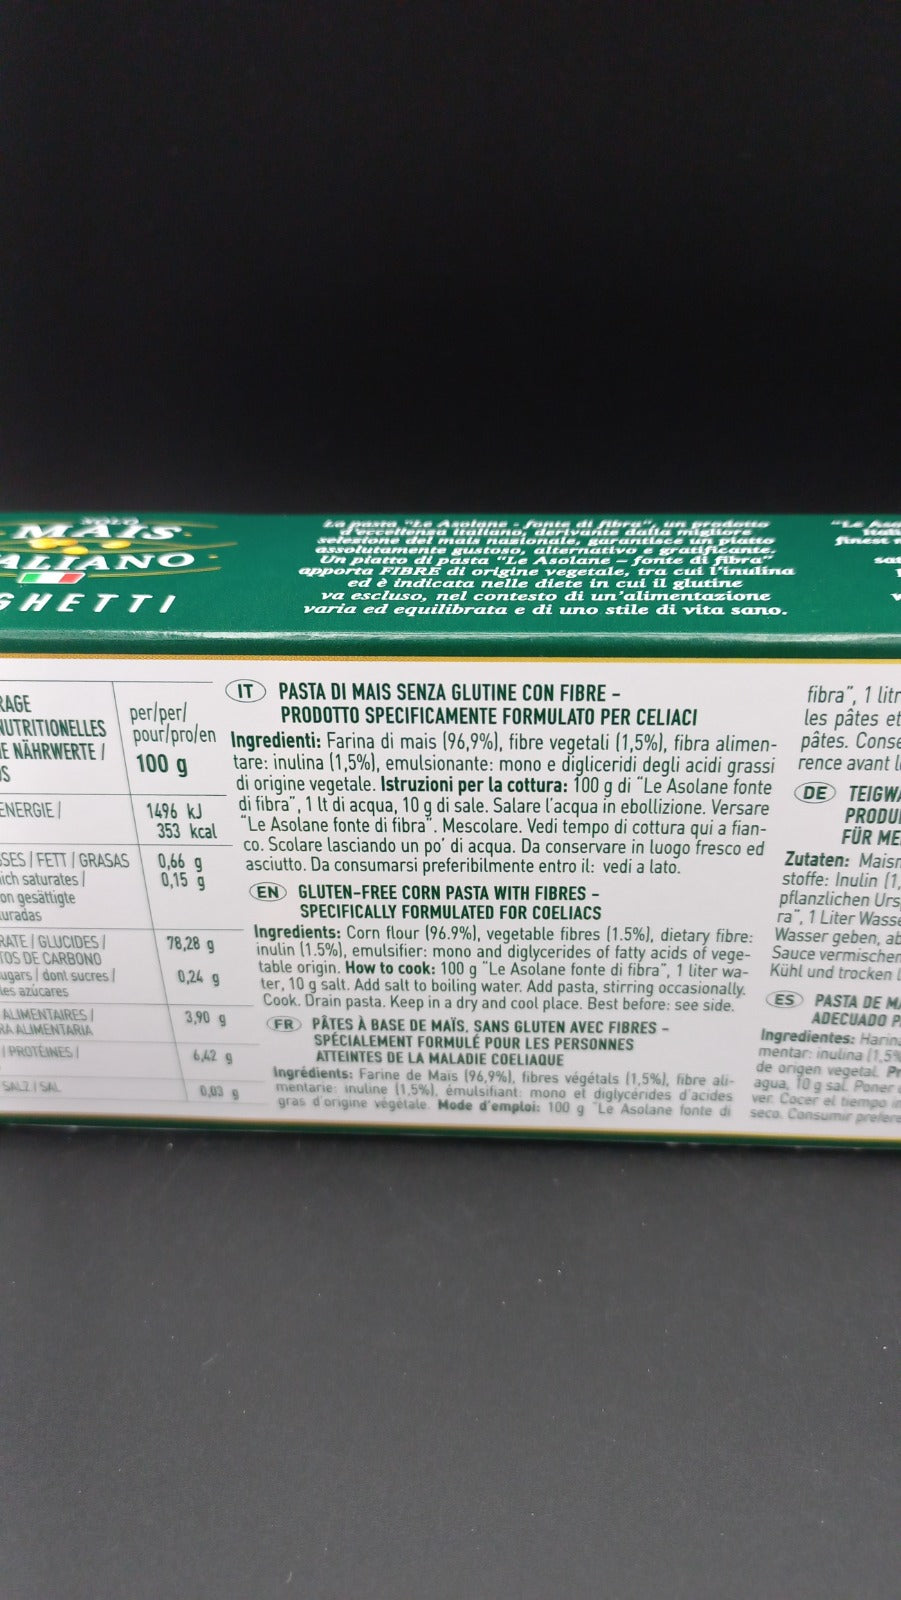 MAIS
ALIANO
GHETTI
La pasta "Le Asolane - fonte di fibra", un prodotto
d'eccellenza italiano, derivante dalla migliore
selezione del mais nazionale, garantisce un piatto
assolutamente gustoso, alternativo e gratificante.
Un piatto di pasta "Le Asolane – fonte di fibra"
apporta FIBRE di origine vegetale, tra cui l'inulina
ed è indicata nelle diete in cui il glutine
va escluso, nel contesto di un'alimentazione
varia ed equilibrata e di uno stile di vita sano.
RAGE
NUTRITIONELLES
E NÄHRWERTE /
S
per/per/
pour/pro/en
100 g
ENERGIE /
1496 kJ
353 kcal
SSES / FETT / GRASAS
ich saturates /
on gesättigte
uradas
0,66 g
0,15 g
RATE / GLUCIDES /
TOS DE CARBONO
ugars / dont sucres /
les azúcares
78,28 g
0,24 g
ALIMENTAIRES /
RA ALIMENTARIA
3,90 g
/ PROTÉINES /
6,42 g
SALZ / SAL
0,03 g
IT PASTA DI MAIS SENZA GLUTINE CON FIBRE –
PRODOTTO SPECIFICAMENTE FORMULATO PER CELIACI
Ingredienti: Farina di mais (96,9%), fibre vegetali (1,5%), fibra alimen-
tare: inulina (1,5%), emulsionante: mono e digliceridi degli acidi grassi
di origine vegetale. Istruzioni per la cottura: 100 g di "Le Asolane fonte
di fibra", 1 lt di acqua, 10 g di sale. Salare l'acqua in ebollizione. Versare
"Le Asolane fonte di fibra". Mescolare. Vedi tempo di cottura qui a fian-
co. Scolare lasciando un po' di acqua. Da conservare in luogo fresco ed
asciutto. Da consumarsi preferibilmente entro il: vedi a lato.
EN GLUTEN-FREE CORN PASTA WITH FIBRES –
SPECIFICALLY FORMULATED FOR COELIACS
Ingredients: Corn flour (96.9%), vegetable fibres (1.5%), dietary fibre:
inulin (1.5%), emulsifier: mono and diglycerides of fatty acids of vege-
table origin. How to cook: 100 g "Le Asolane fonte di fibra", 1 liter wa-
ter, 10 g salt. Add salt to boiling water. Add pasta, stirring occasionally.
Cook. Drain pasta. Keep in a dry and cool place. Best before: see side.
FR PÂTES À BASE DE MAÏS, SANS GLUTEN AVEC FIBRES –
SPÉCIALEMENT FORMULÉ POUR LES PERSONNES
ATTEINTES DE LA MALADIE COELIAQUE
Ingrédients: Farine de Maïs (96,9%), fibres végétals (1,5%), fibre ali-
mentarie: inuline (1,5%), émulsifiant: mono et diglycérides d'acides
gras d'origine végétale. Mode d'emploi: 100 g "Le Asolane fonte di
fibra", 1 litr
les pâtes et
pâtes. Conse
rence avant l
DE TEIGWA
PRODU
FÜR ME
Zutaten: Maism
stoffe: Inulin (1,
pflanzlichen Urs
ra", 1 Liter Wasse
Wasser geben, ab
Sauce vermischen
Kühl und trocken l
ES PASTA DE MA
ADECUADO P
Ingredientes: Harina
mentar: inulina (1,5%
de origen vegetal. Pr
agua, 10 g sal. Poner
ver. Cocer el tiempo in
seco. Consumir prefere